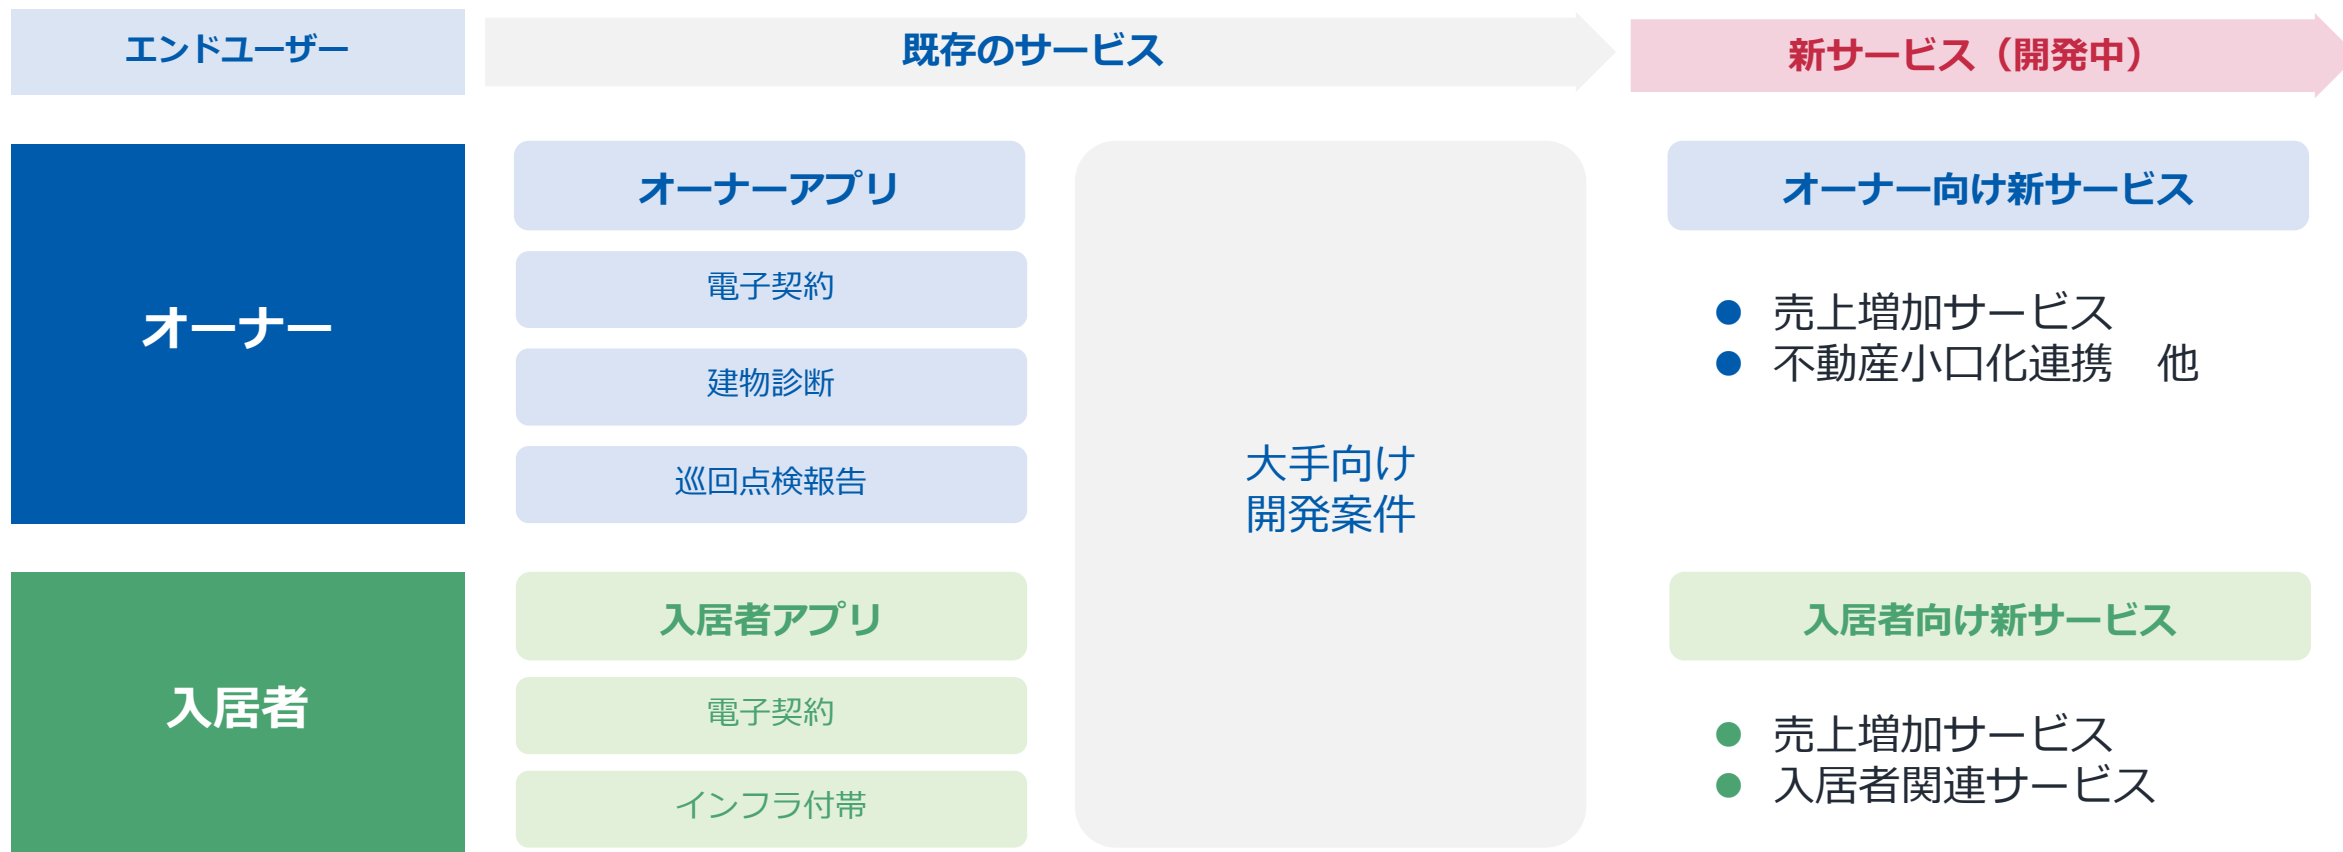 エンドユーザー
既存のサービス
新サービス（開発中）
オーナー
オーナーアプリ
電子契約
建物診断
巡回点検報告
大手向け
開発案件
オーナー向け新サービス
● 売上増加サービス
● 不動産小口化連携　他
入居者
入居者アプリ
電子契約
インフラ付帯
入居者向け新サービス
● 売上増加サービス
● 入居者関連サービス